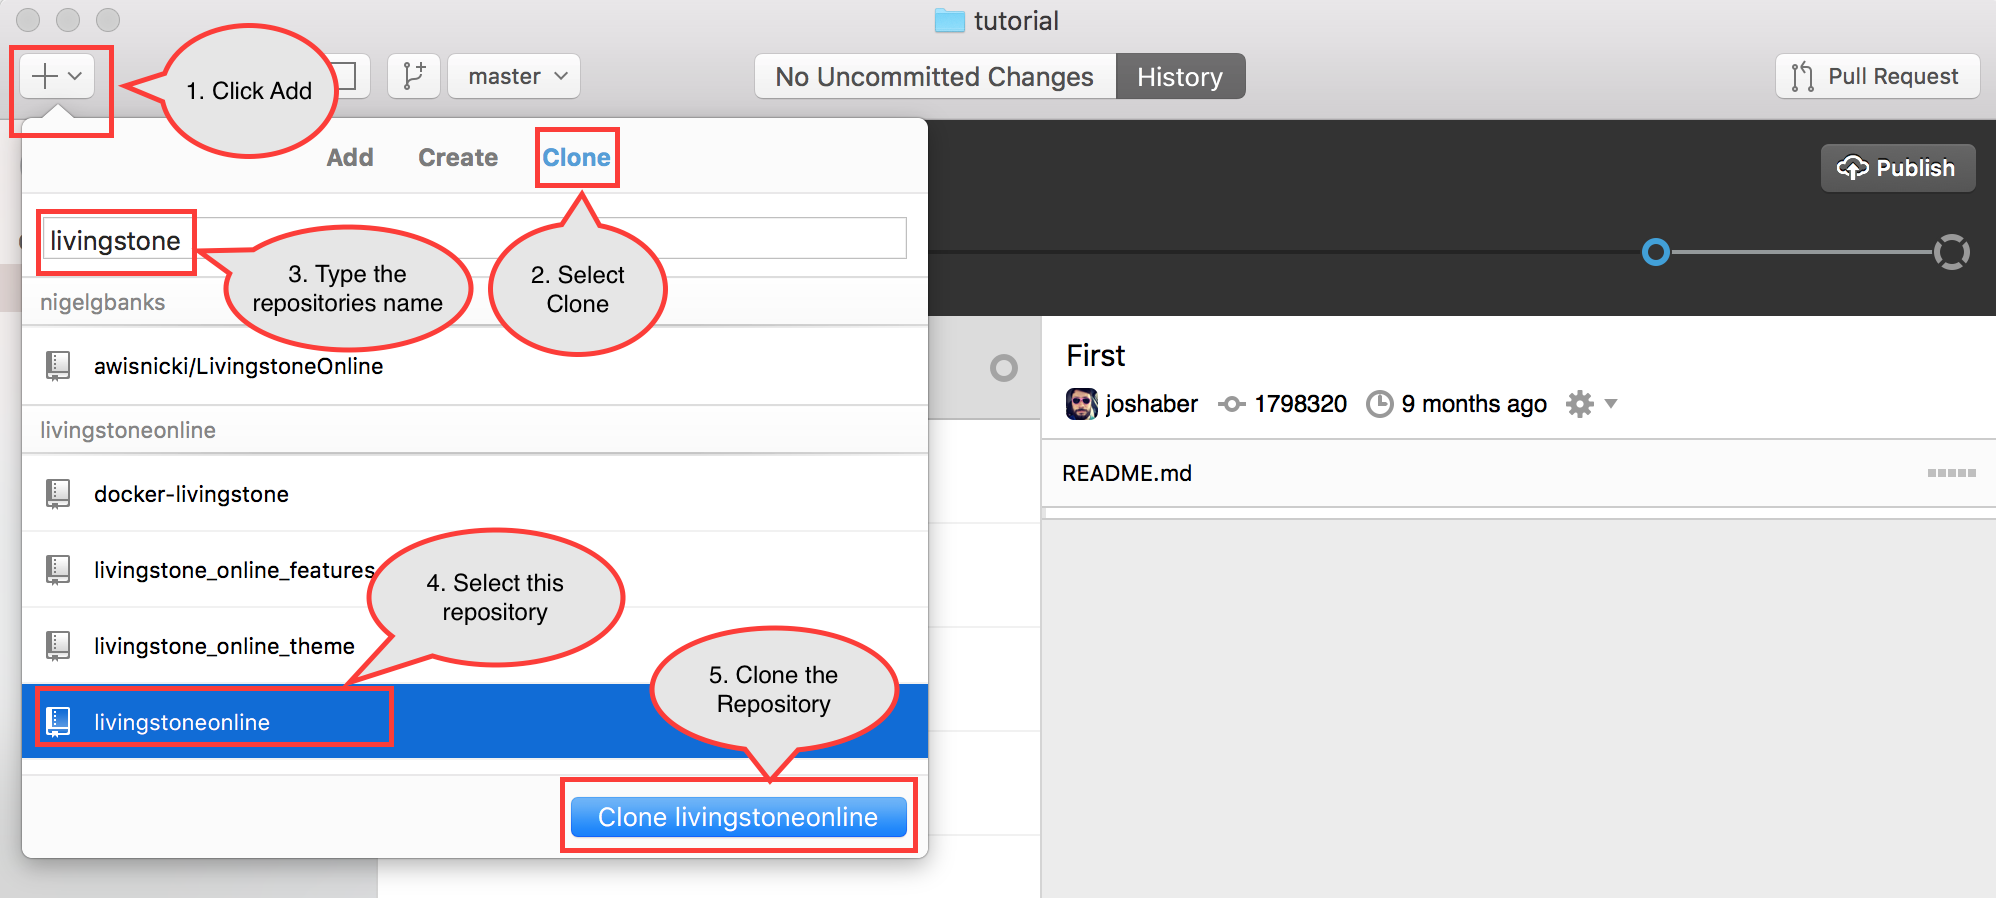 tutorial
1. Click Add
master
No Uncommitted Changes
History
Pull Request
Add
Create
Clone
Publish
livingstone
3. Type the
repositories name
2. Select
Clone
nigelgbanks
awisnicki/LivingstoneOnline
First
joshaber
1798320
9 months ago
livingstoneonline
README.md
docker-livingstone
livingstone_online_features
4. Select this
repository
livingstone_online_theme
5. Clone the
Repository
livingstoneonline
Clone livingstoneonline